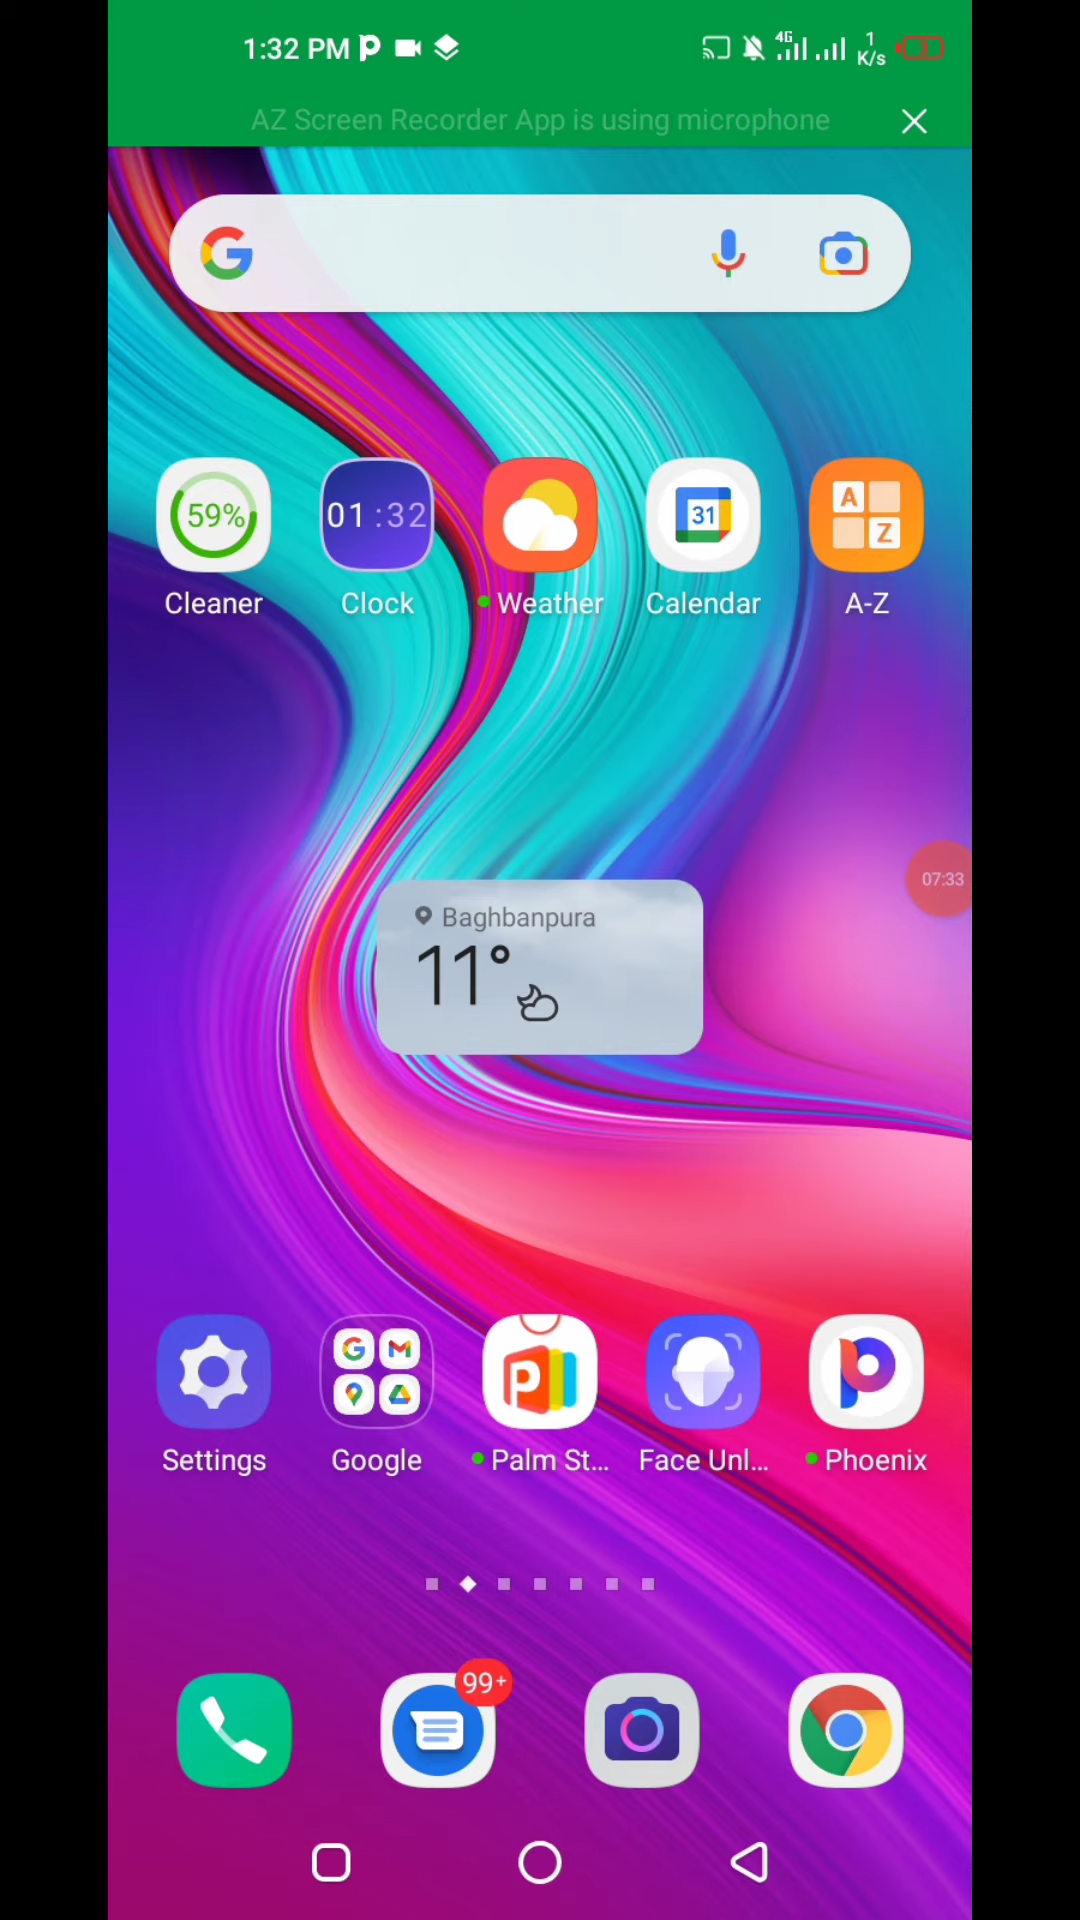 1:32 PM
4G
1
K/s
AZ Screen Recorder App is using microphone
59%
01:32
31
A
Z
Cleaner
Clock
Weather
Calendar
A-Z
07:33
Baghbanpura
11°
Settings
Google
Palm St...
Face Unl...
Phoenix
99+